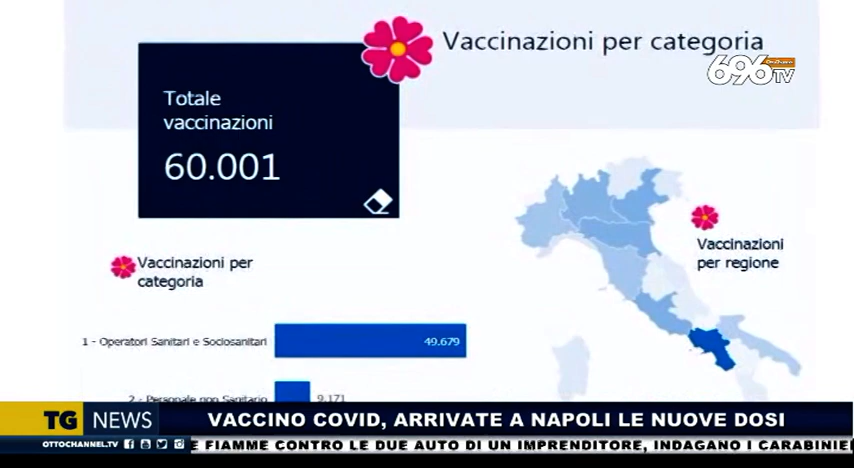 Vaccinazioni per categoria
696 TV
Totale
vaccinazioni
60.001
Vaccinazioni per
categoria
Vaccinazioni
per regione
1 - Operatori Sanitari e Sociosanitari 49.679
2 - Personale non Sanitario 9.171
TG NEWS VACCINO COVID, ARRIVATE A NAPOLI LE NUOVE DOSI
OTTOCHANNEL.TV E FIAMME CONTRO LE DUE AUTO DI UN IMPRENDITORE, INDAGANO I CARABINIE